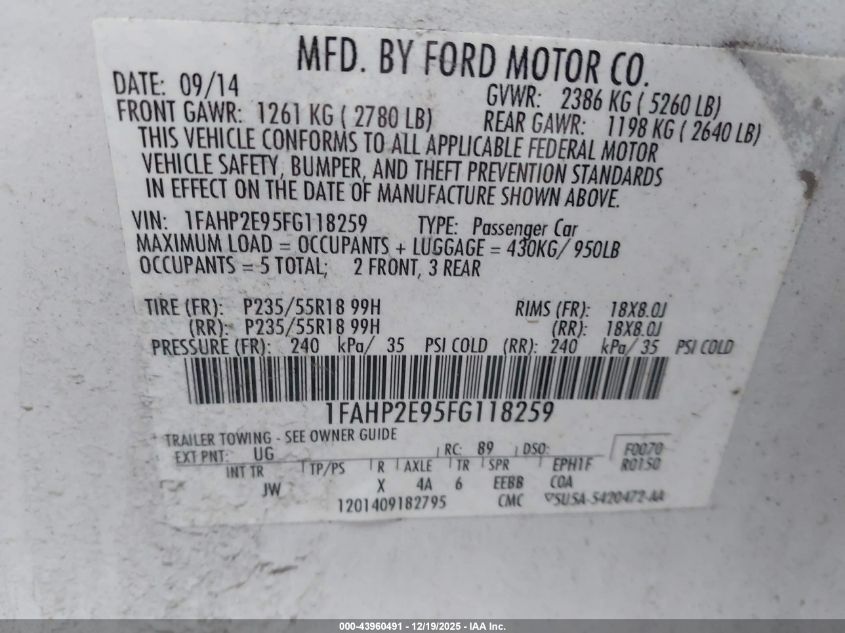 MFD. BY FORD MOTOR CO.
DATE: 09/14 GVWR: 2386 KG ( 5260 LB)
FRONT GAWR: 1261 KG ( 2780 LB) REAR GAWR: 1198 KG ( 2640 LB)
THIS VEHICLE CONFORMS TO ALL APPLICABLE FEDERAL MOTOR
VEHICLE SAFETY, BUMPER, AND THEFT PREVENTION STANDARDS
IN EFFECT ON THE DATE OF MANUFACTURE SHOWN ABOVE.
VIN: 1FAHP2E95FG118259 TYPE: Passenger Car
MAXIMUM LOAD = OCCUPANTS + LUGGAGE = 430KG/ 950LB
OCCUPANTS = 5 TOTAL; 2 FRONT, 3 REAR
TIRE (FR): P235/55R18 99H RIMS (FR): 18X8.0J
(RR): P235/55R18 99H (RR): 18X8.0J
PRESSURE (FR): 240 kPa/ 35 PSI COLD (RR): 240 kPa/ 35 PSI COLD
1FAHP2E95FG118259
TRAILER TOWING - SEE OWNER GUIDE
EXT PNT: UG RC: 89 DSO: F0070
INT TR TP/PS R AXLE TR SPR EPH1F R0150
JW X 4A 6 EEBB COA
1201409182795 CMC SUSA-5420472-AA
000-43960491 - 12/19/2025 - IAA Inc.